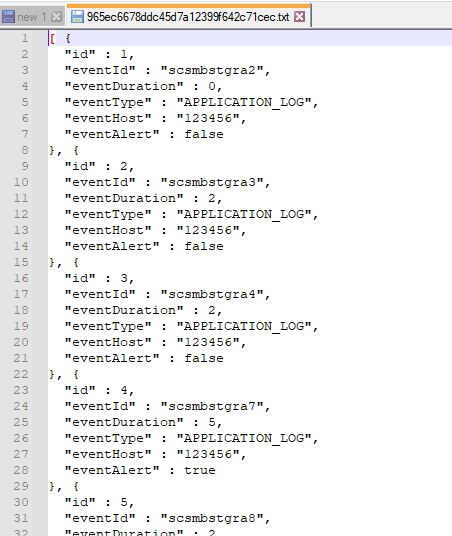 new 1
965ec6678ddc45d7a12399f642c71cec.txt
1 [ {
2 "id" : 1,
3 "eventId" : "scsmbstgra2",
4 "eventDuration" : 0,
5 "eventType" : "APPLICATION_LOG",
6 "eventHost" : "123456",
7 "eventAlert" : false
8 }, {
9 "id" : 2,
10 "eventId" : "scsmbstgra3",
11 "eventDuration" : 2,
12 "eventType" : "APPLICATION_LOG",
13 "eventHost" : "123456",
14 "eventAlert" : false
15 }, {
16 "id" : 3,
17 "eventId" : "scsmbstgra4",
18 "eventDuration" : 2,
19 "eventType" : "APPLICATION_LOG",
20 "eventHost" : "123456",
21 "eventAlert" : false
22 }, {
23 "id" : 4,
24 "eventId" : "scsmbstgra7",
25 "eventDuration" : 5,
26 "eventType" : "APPLICATION_LOG",
27 "eventHost" : "123456",
28 "eventAlert" : true
29 }, {
30 "id" : 5,
31 "eventId" : "scsmbstgra8",
32 "eventDuration" : 2